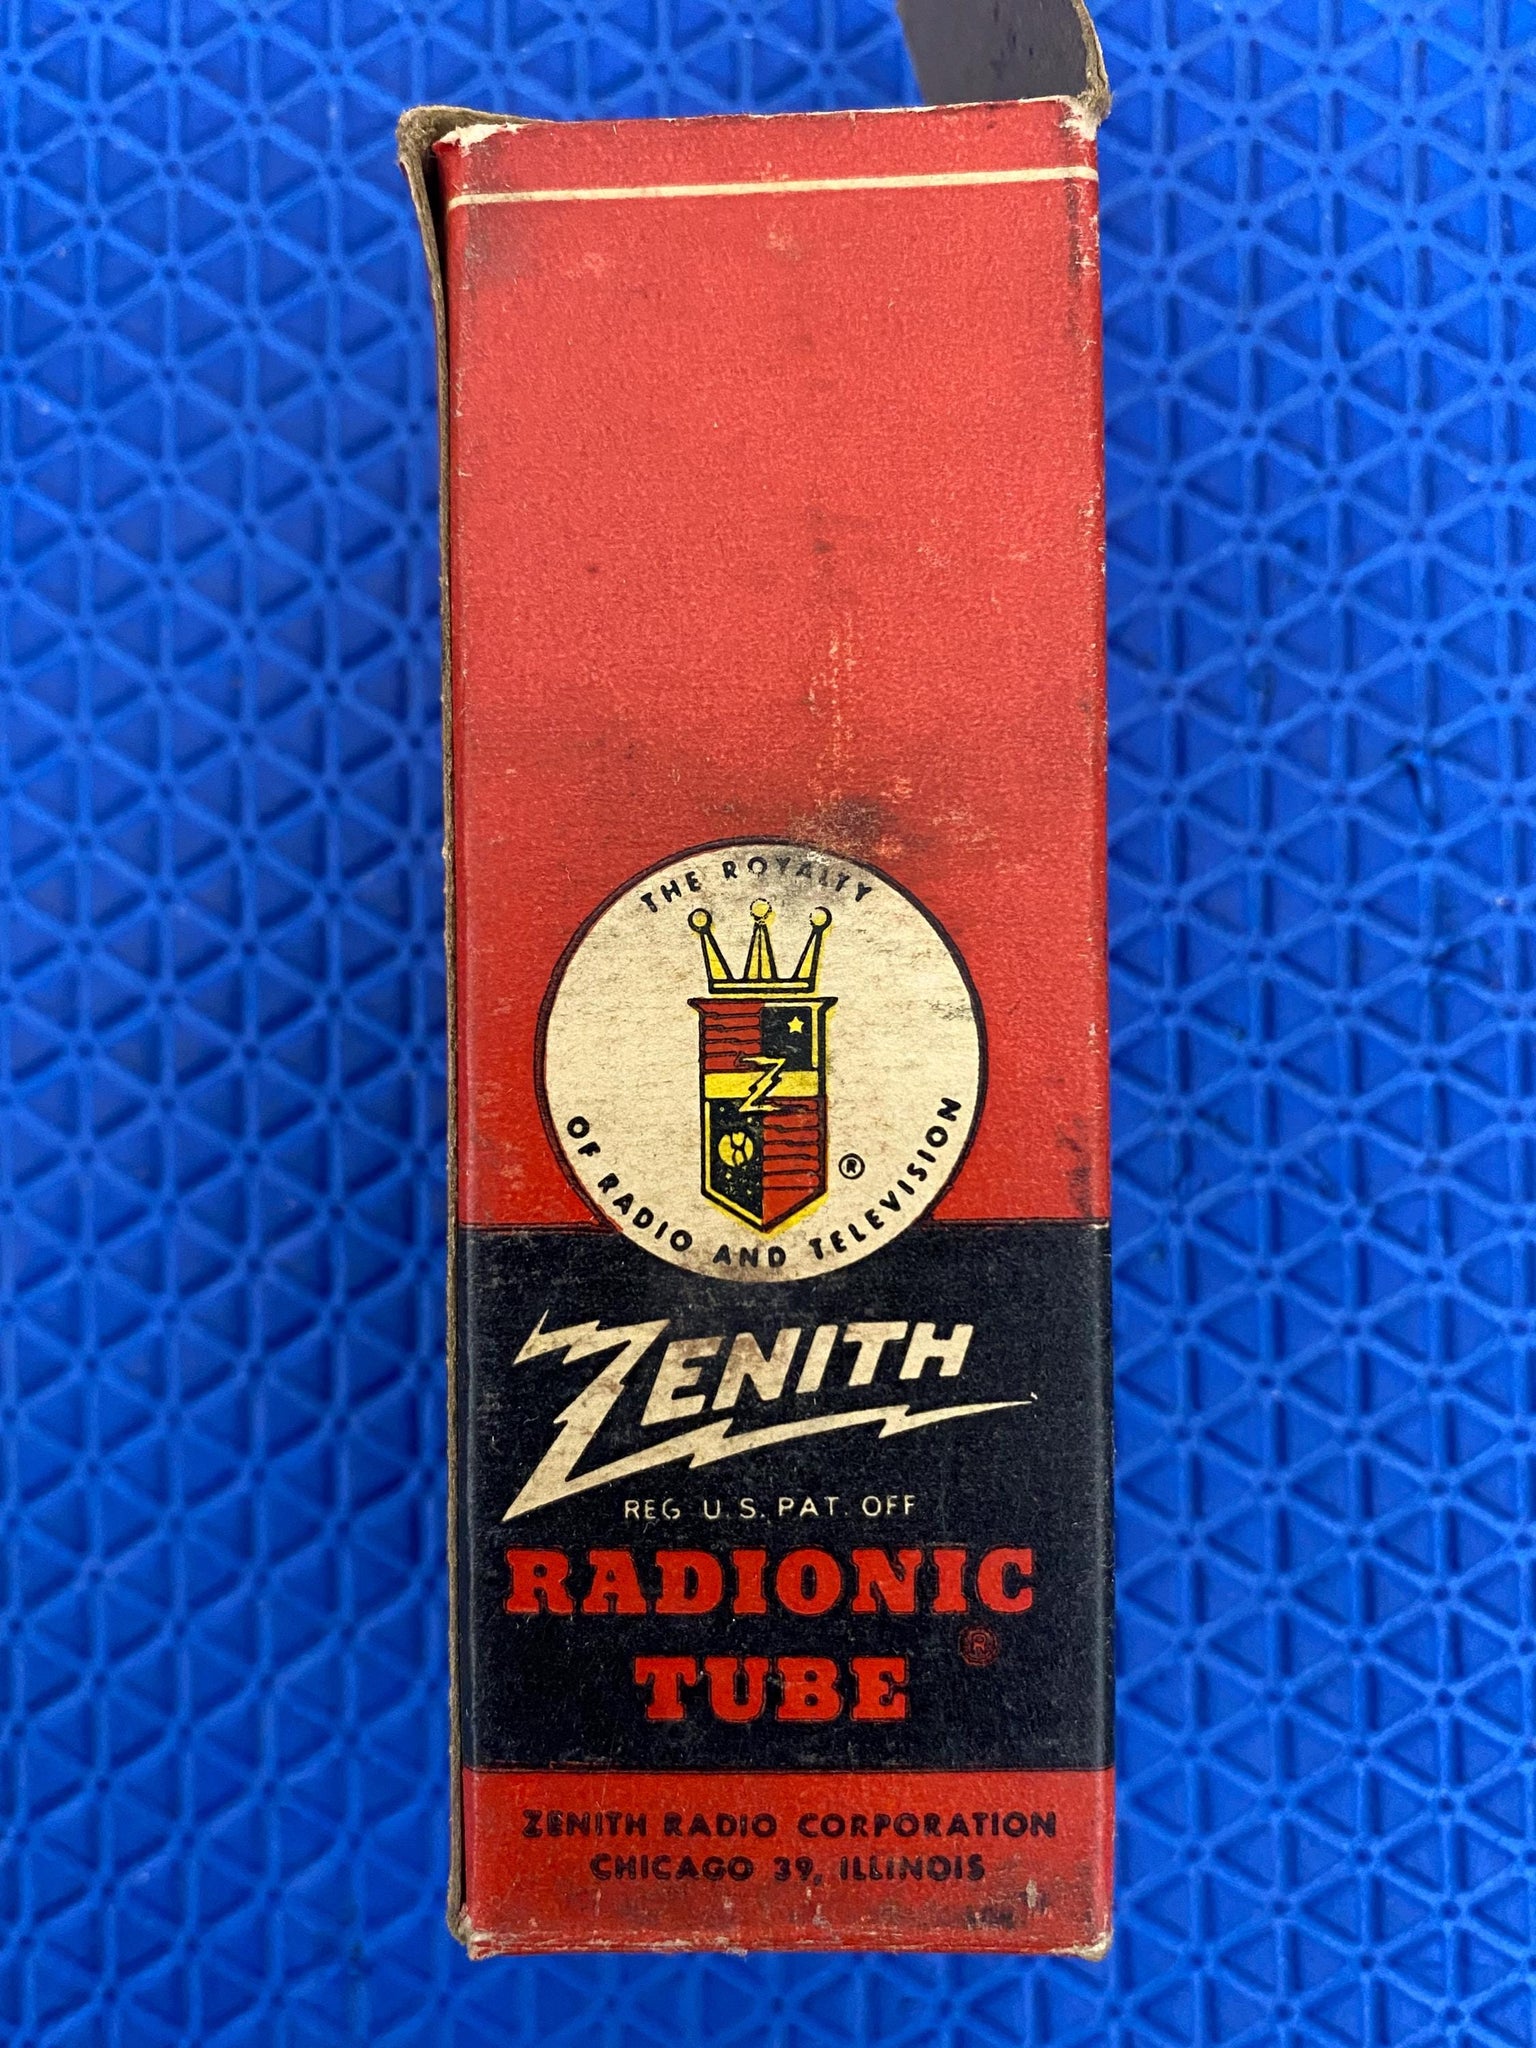 THE ROYALTY
OF RADIO AND TELEVISION
Z
®
ZENITH
REG. U.S. PAT. OFF
RADIONIC
®
TUBE
ZENITH RADIO CORPORATION
CHICAGO 39, ILLINOIS